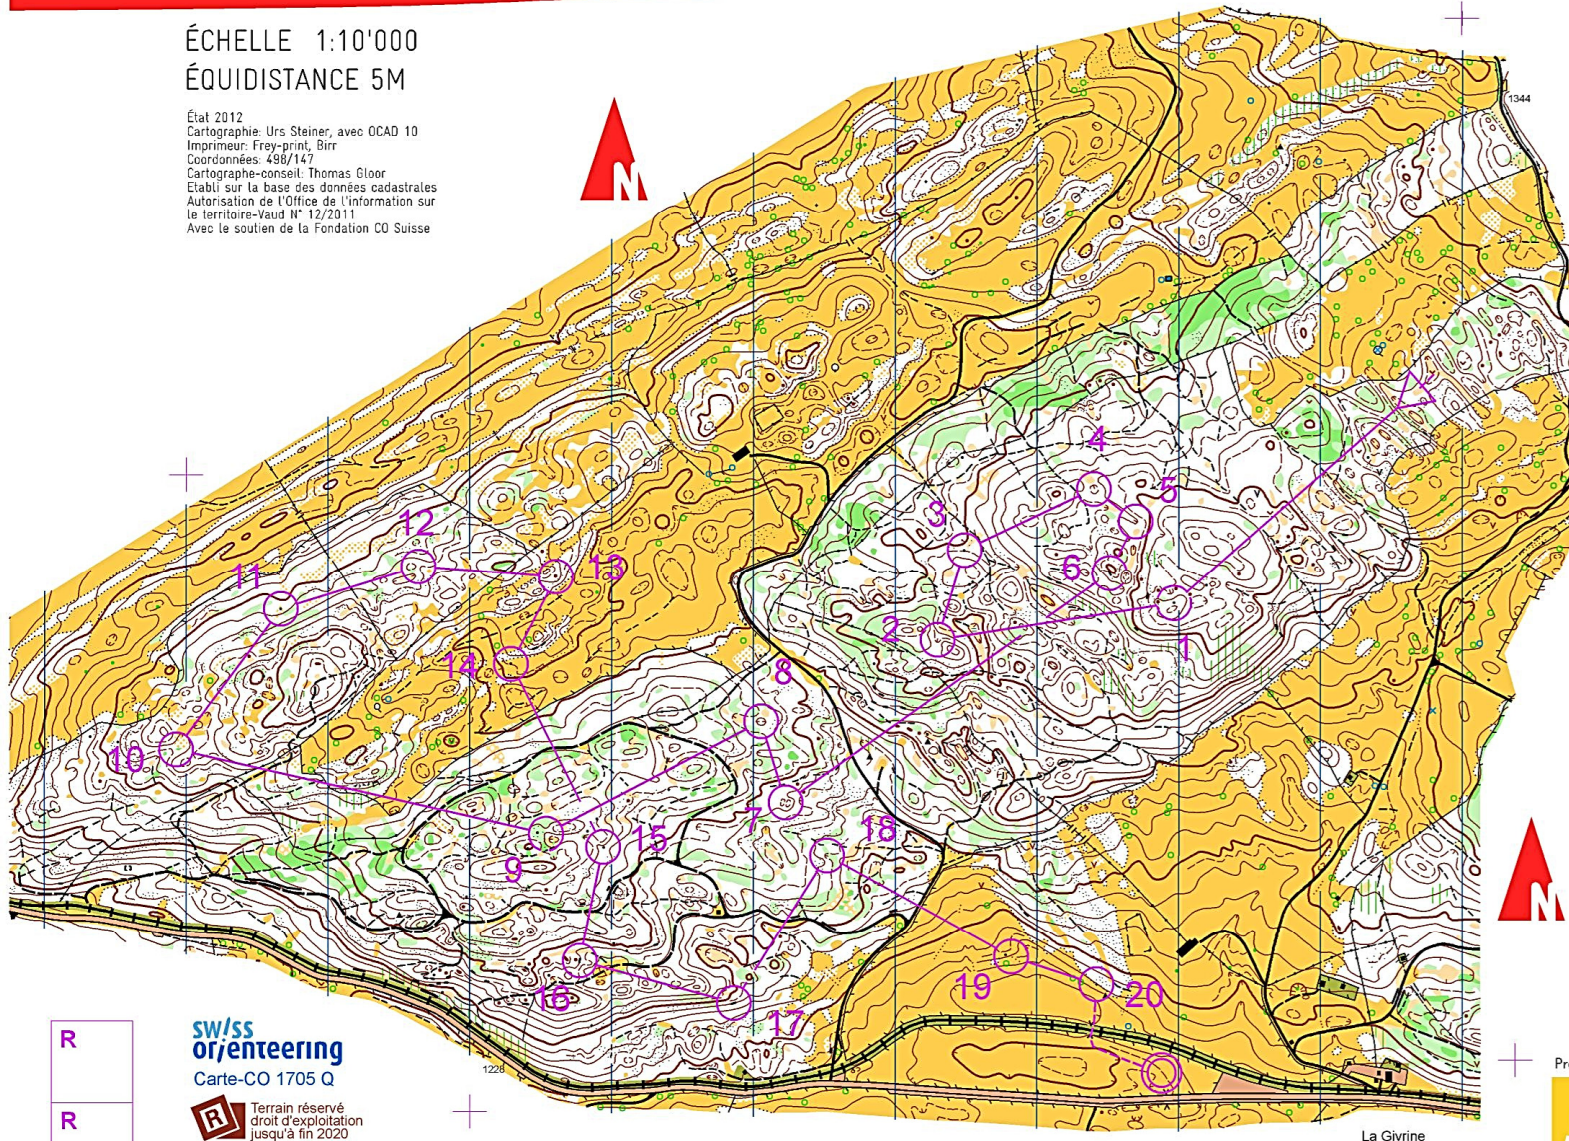 ÉCHELLE 1:10'000
ÉQUIDISTANCE 5M
État 2012
Cartographie: Urs Steiner, avec OCAD 10
Imprimeur: Frey-print, Birr
Coordonnées: 498/147
Cartographe-conseil: Thomas Gloor
Etabli sur la base des données cadastrales
Autorisation de l'Office de l'information sur
le territoire-Vaud N° 12/2011
Avec le soutien de la Fondation CO Suisse
N
1344
4
5
3
12
6
13
11
2
1
14
8
10
7
18
15
9
N
19
20
16
17
R
swiss
orienteering
Carte-CO 1705 Q
1228
R
R
Terrain réservé
droit d'exploitation
jusqu'à fin 2020
La Givrine